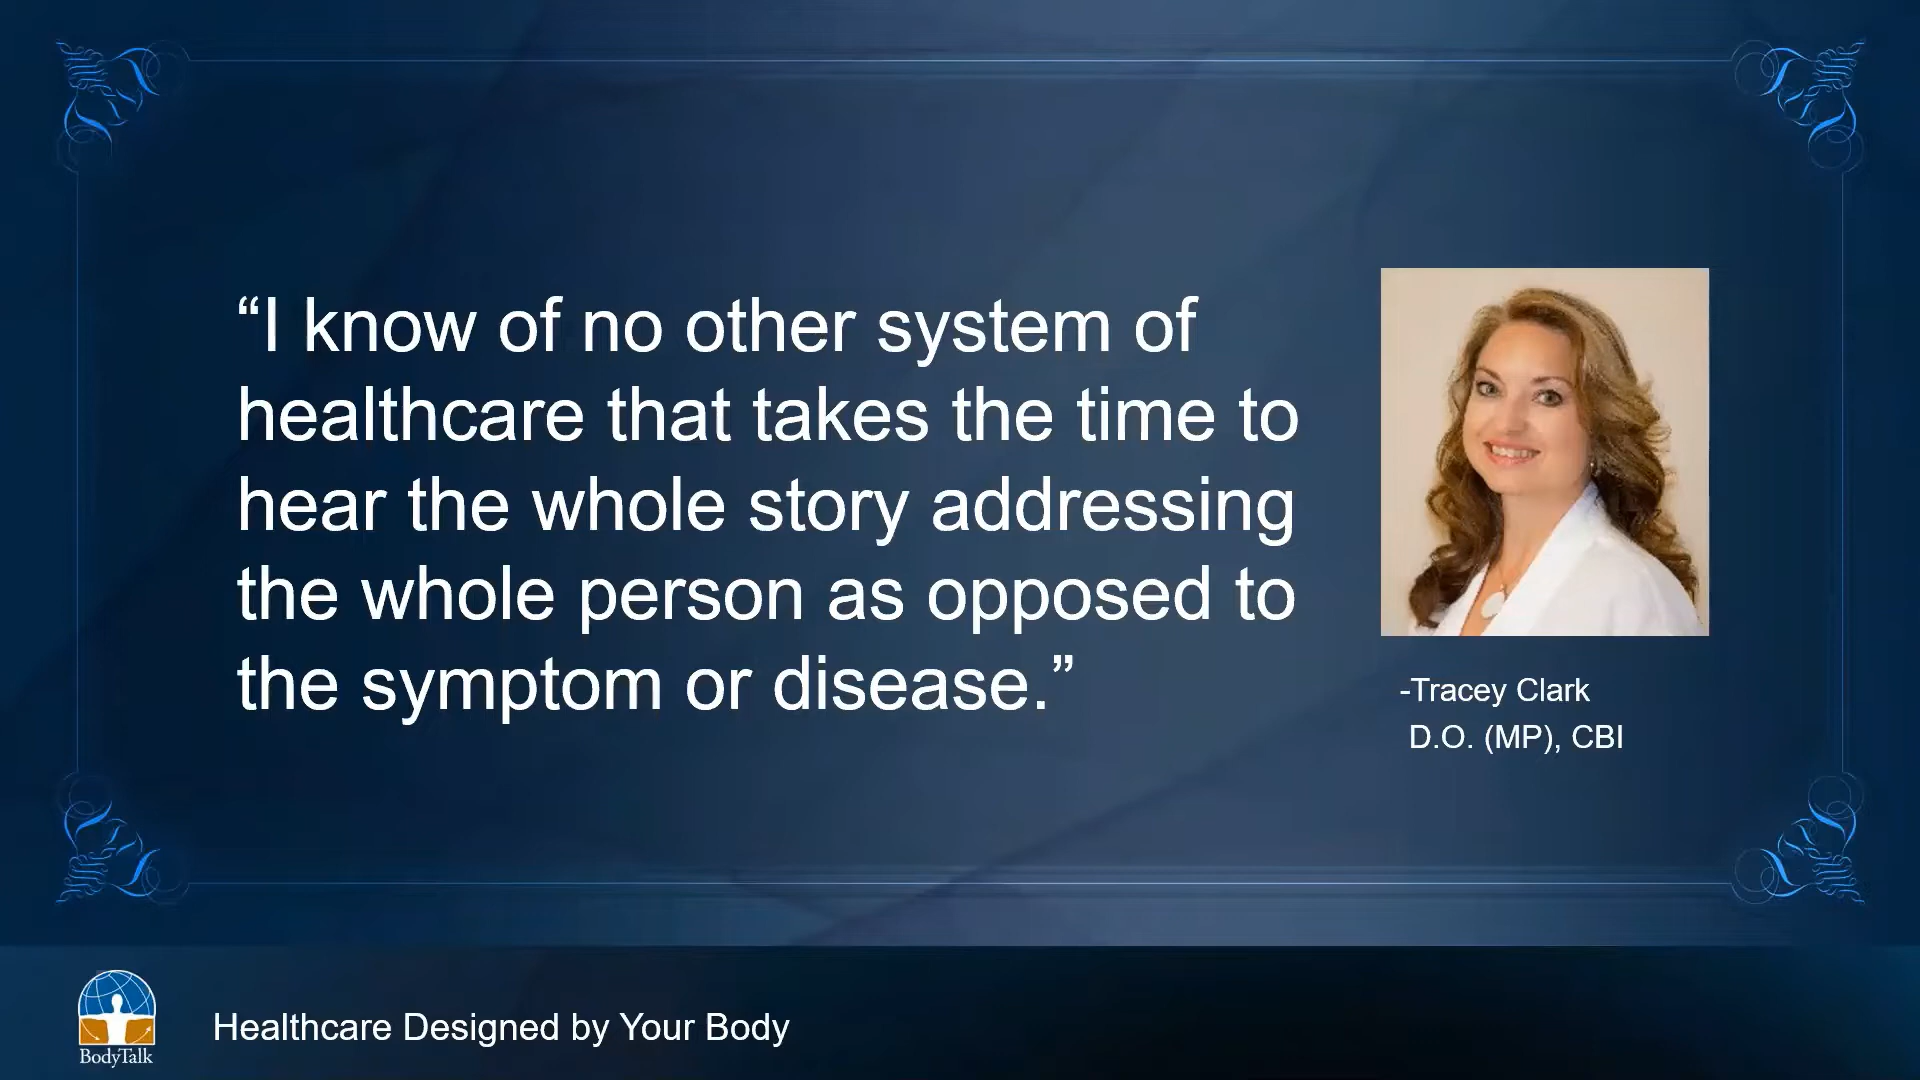 “I know of no other system of
healthcare that takes the time to
hear the whole story addressing
the whole person as opposed to
the symptom or disease.”
-Tracey Clark
D.O. (MP), CBI
BodyTalk
Healthcare Designed by Your Body